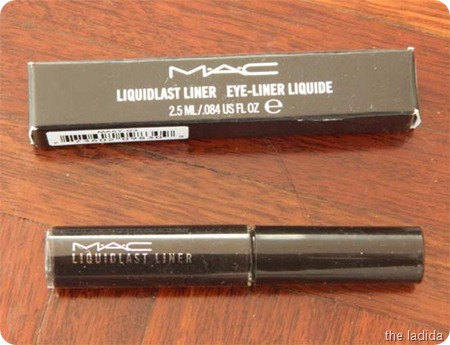 M·A·C
LIQUIDLAST LINER EYE-LINER LIQUIDE
2.5 ML/.084 US FL OZ ℮
M·A·C
LIQUIDLAST LINER
the ladida